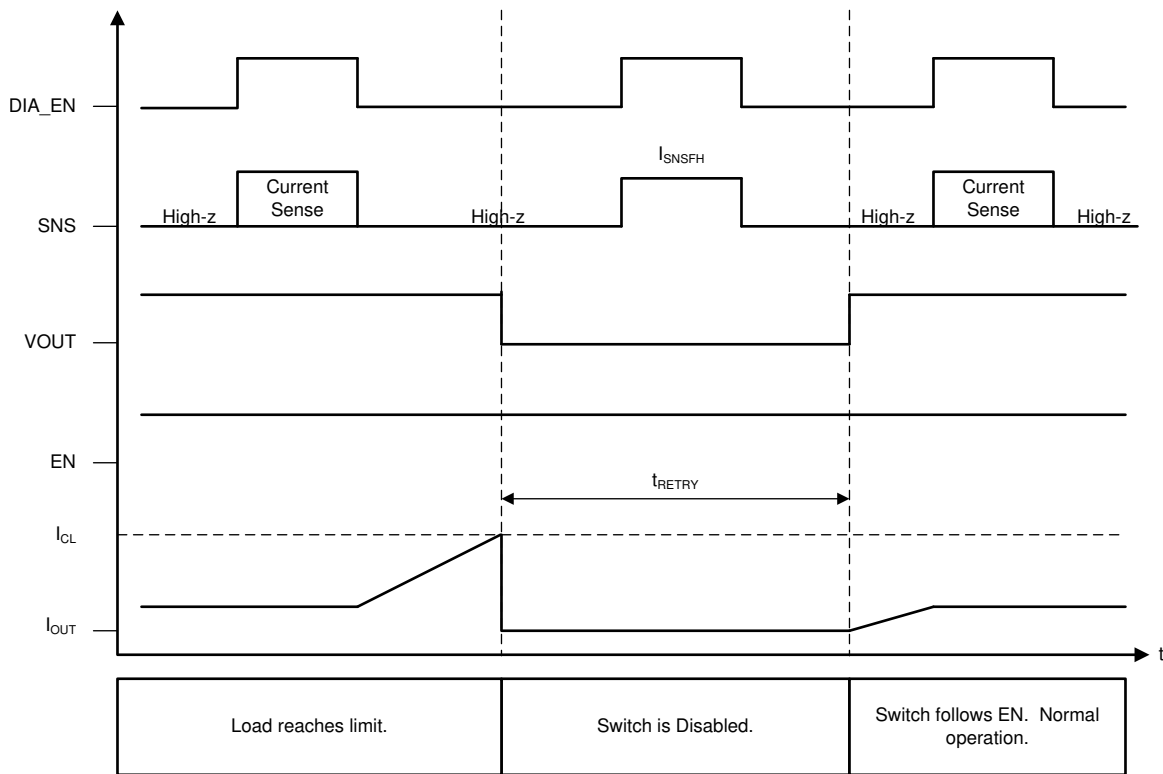 DIA_EN
I_SNSFH
Current
Sense
Current
Sense
High-z
High-z
High-z
High-z
SNS
VOUT
EN
t_RETRY
I_CL
I_OUT
t
Load reaches limit.
Switch is Disabled.
Switch follows EN. Normal
operation.